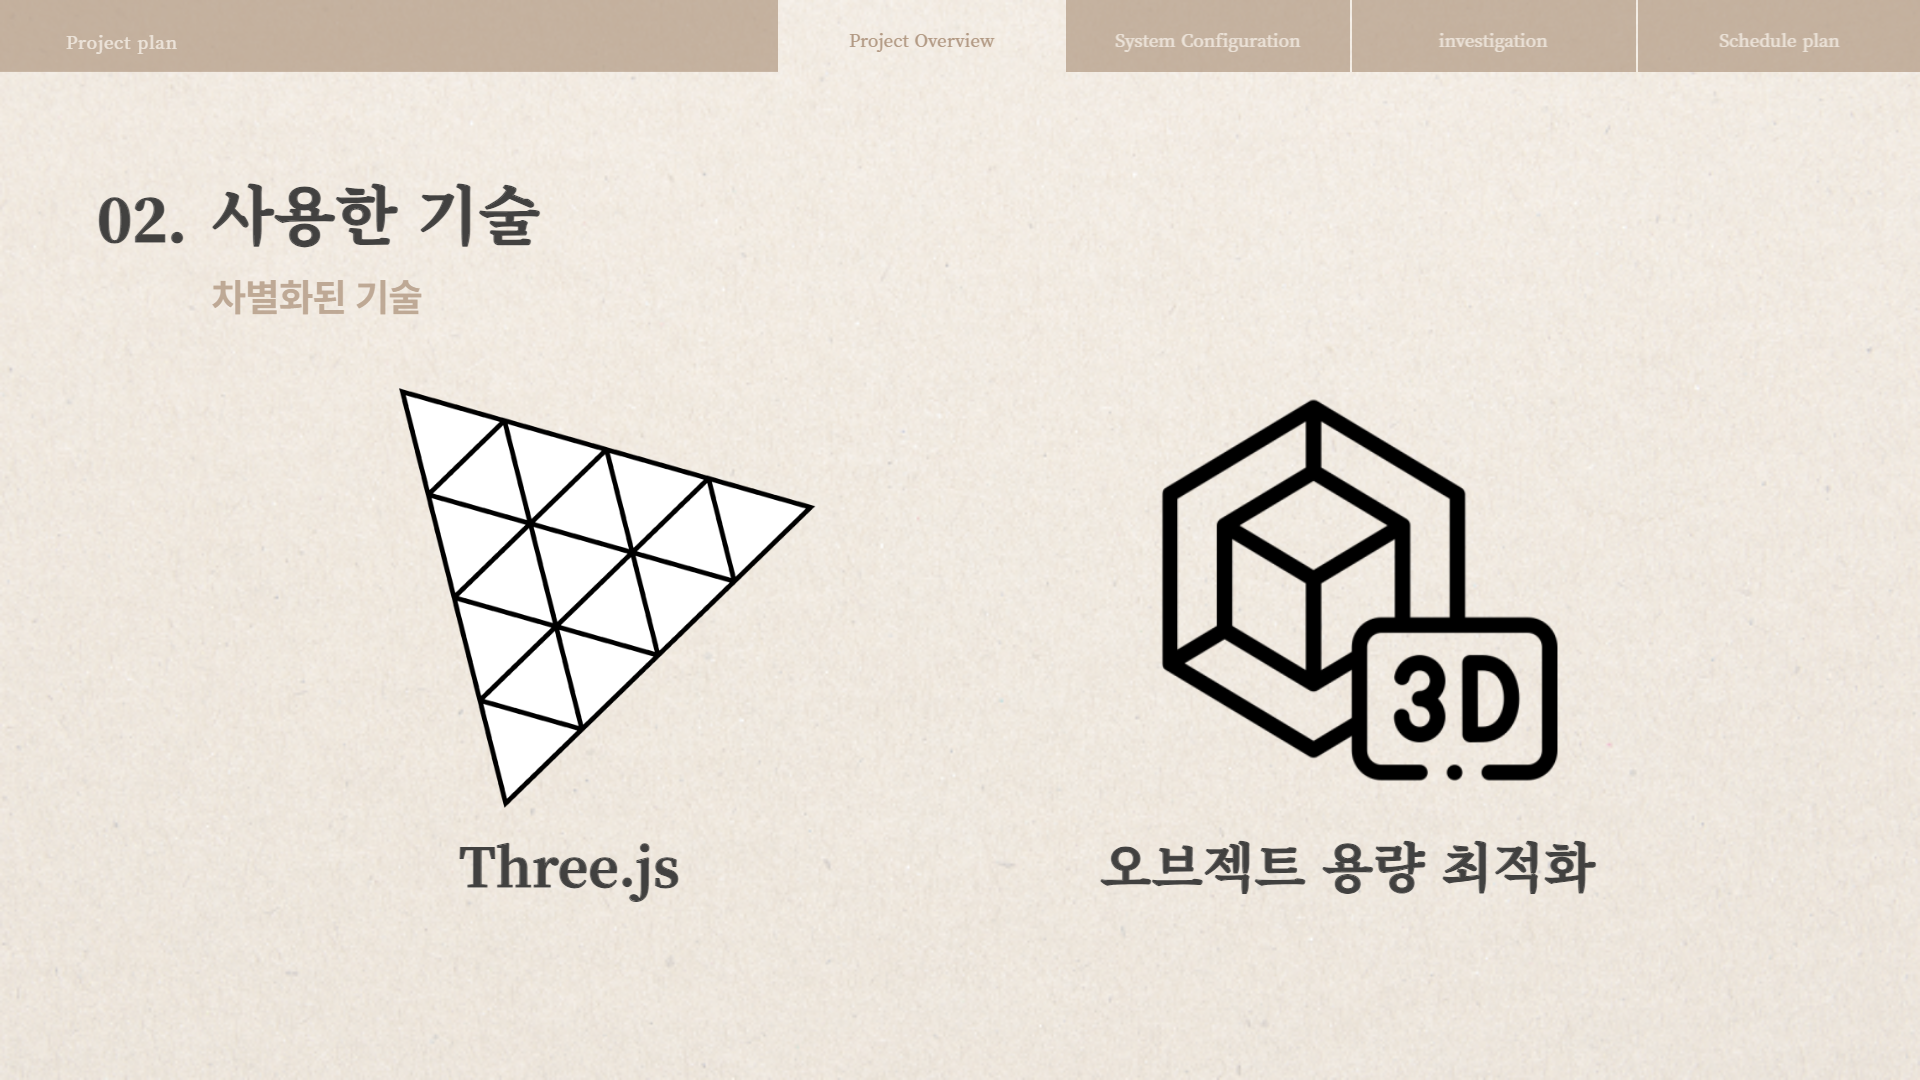 Project plan
Project Overview
System Configuration
investigation
Schedule plan
02. 사용한 기술
차별화된 기술
3D
Three.js
오브젝트 용량 최적화